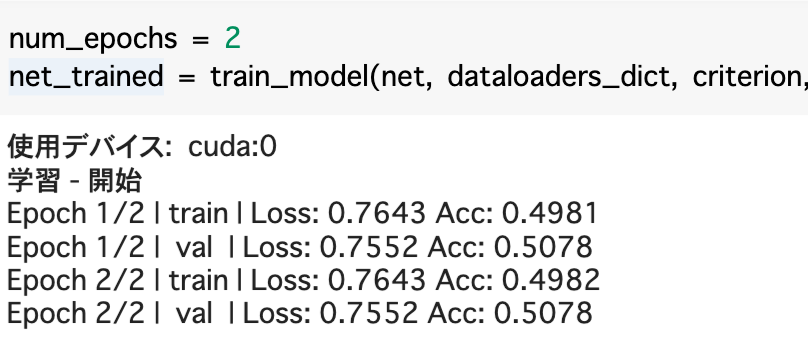 num_epochs = 2
net_trained = train_model(net, dataloaders_dict, criterion,
使用デバイス: cuda:0
学習 - 開始
Epoch 1/2 | train | Loss: 0.7643 Acc: 0.4981
Epoch 1/2 | val | Loss: 0.7552 Acc: 0.5078
Epoch 2/2 | train | Loss: 0.7643 Acc: 0.4982
Epoch 2/2 | val | Loss: 0.7552 Acc: 0.5078